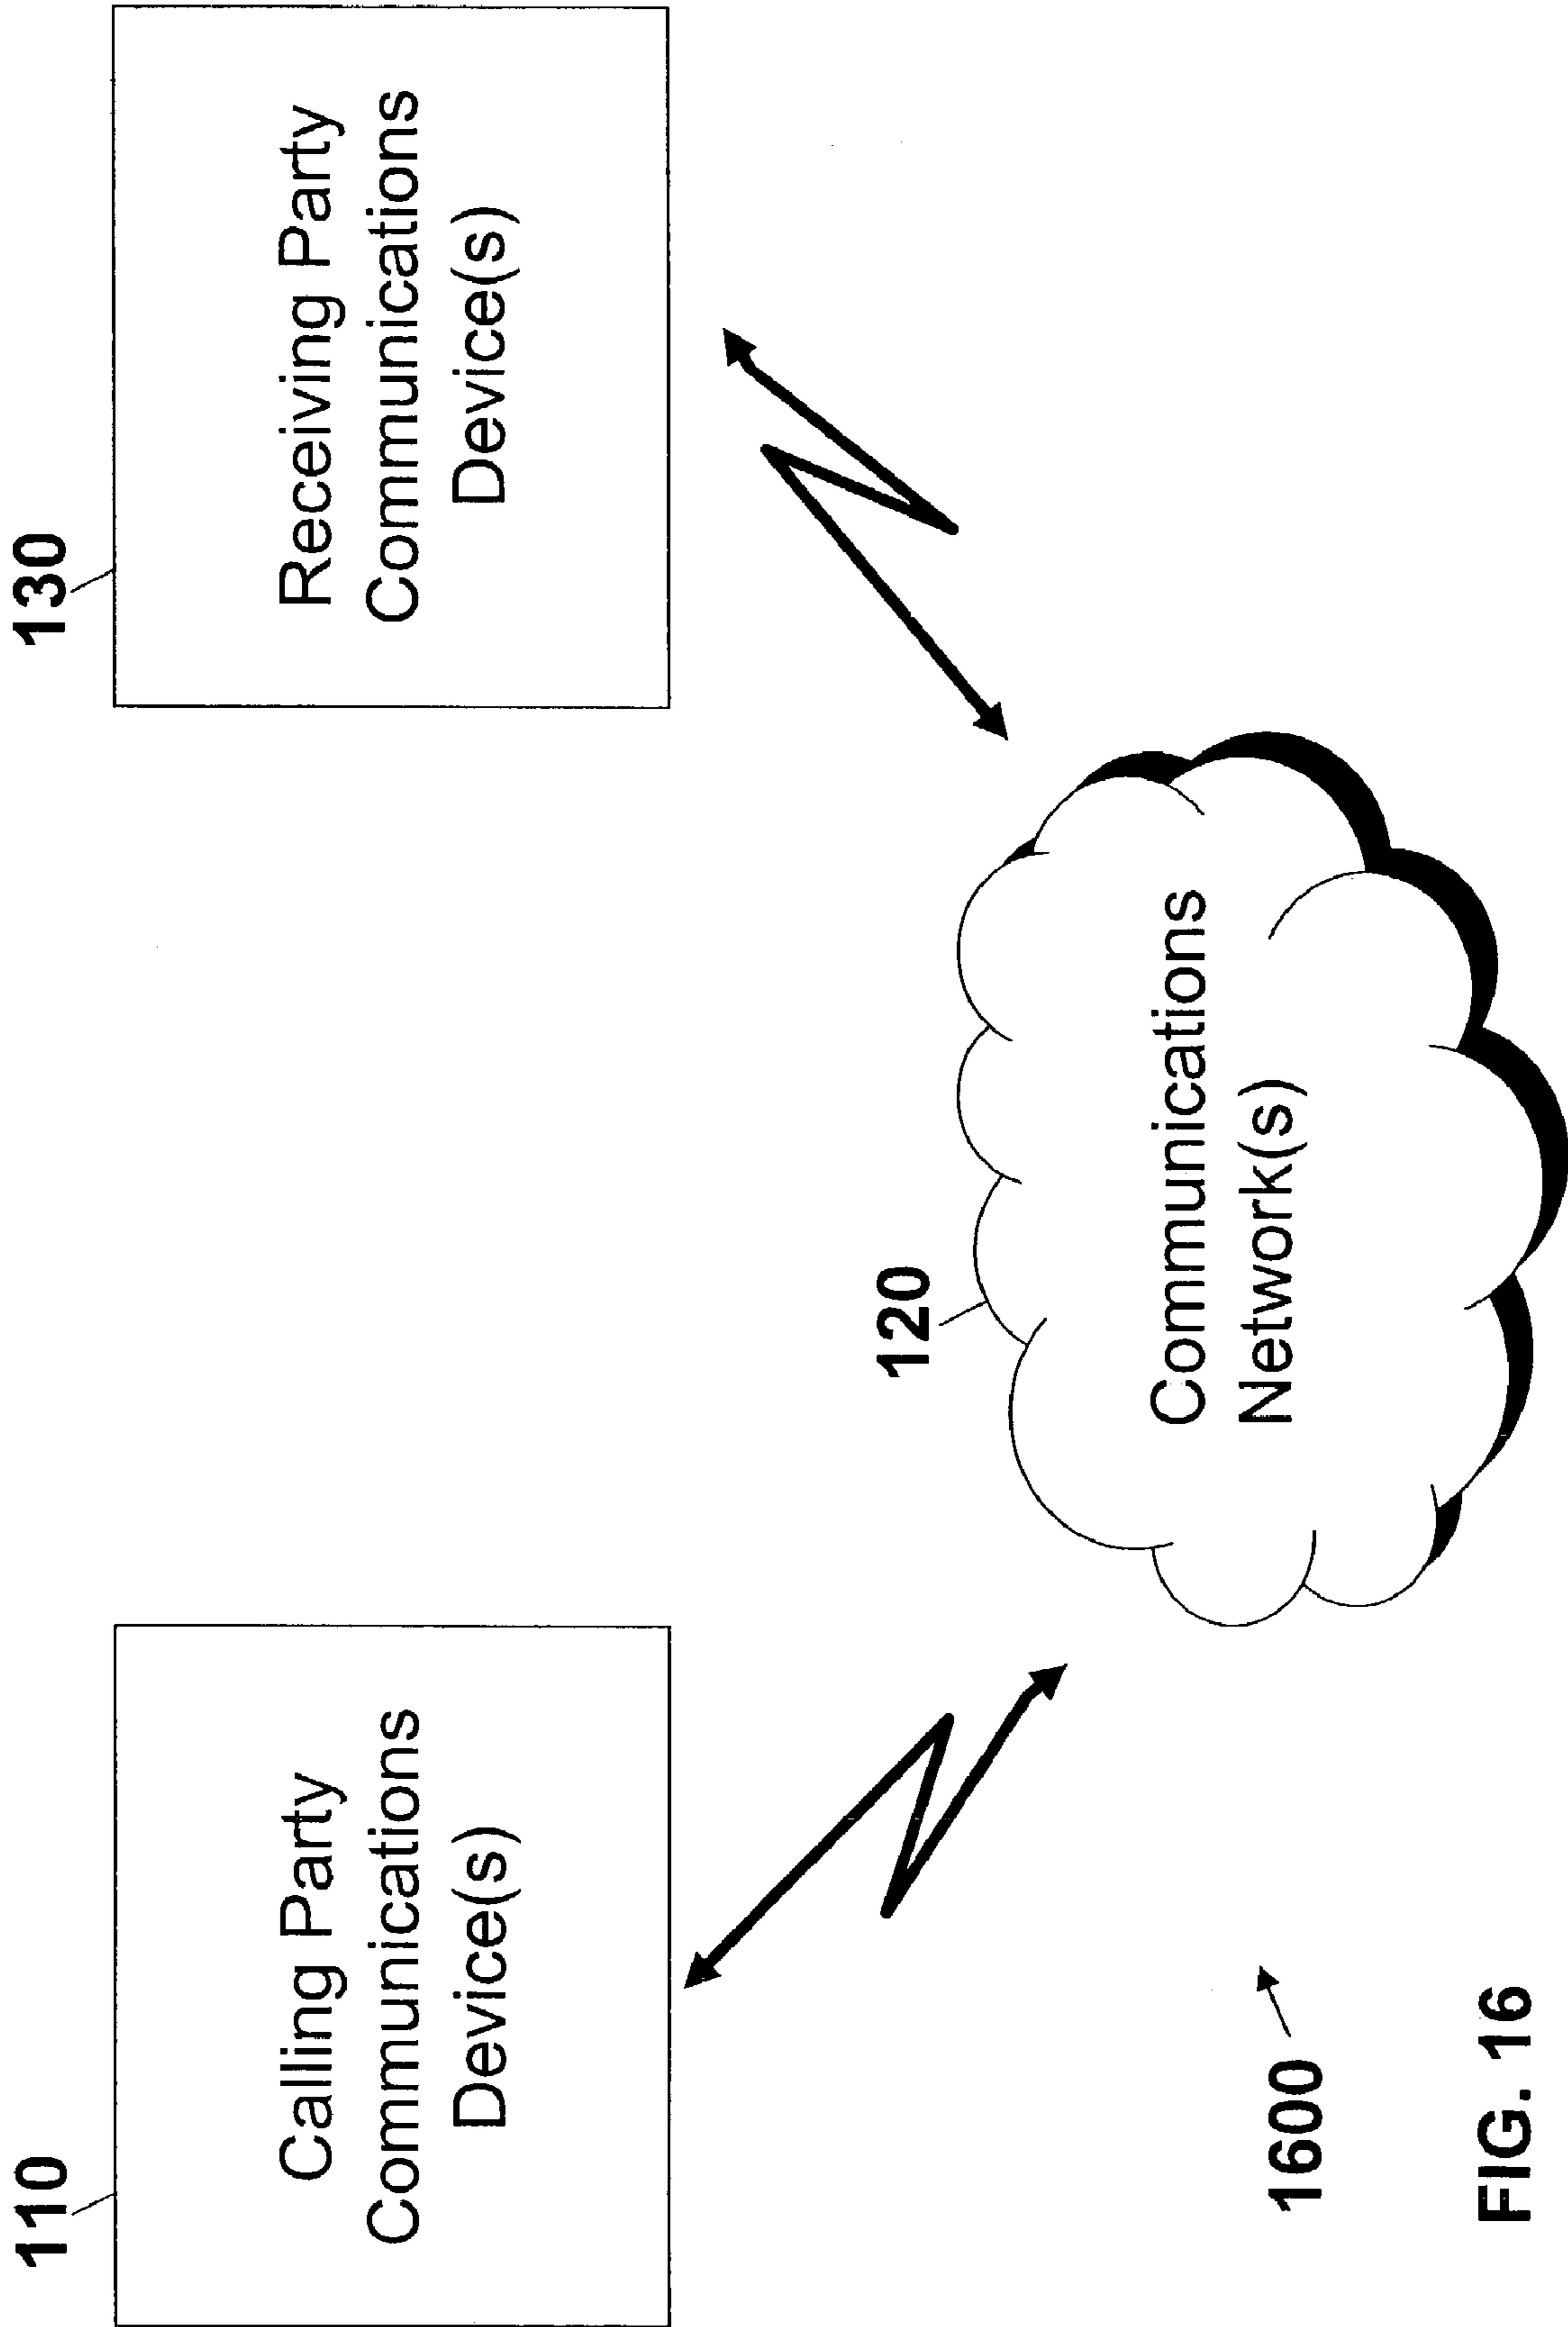 110
Calling Party
Communications
Device(s)
130
Receiving Party
Communications
Device(s)
120
Communications
Network(s)
1600
FIG. 16